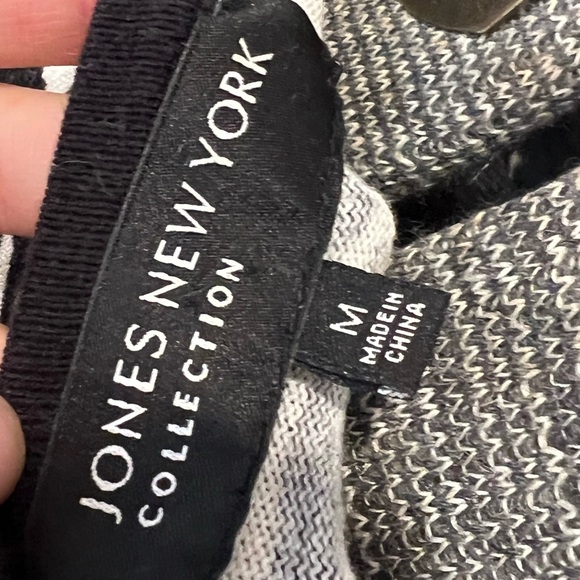 JONES NEW YORK
COLLECTION
M
MADE IN
CHINA